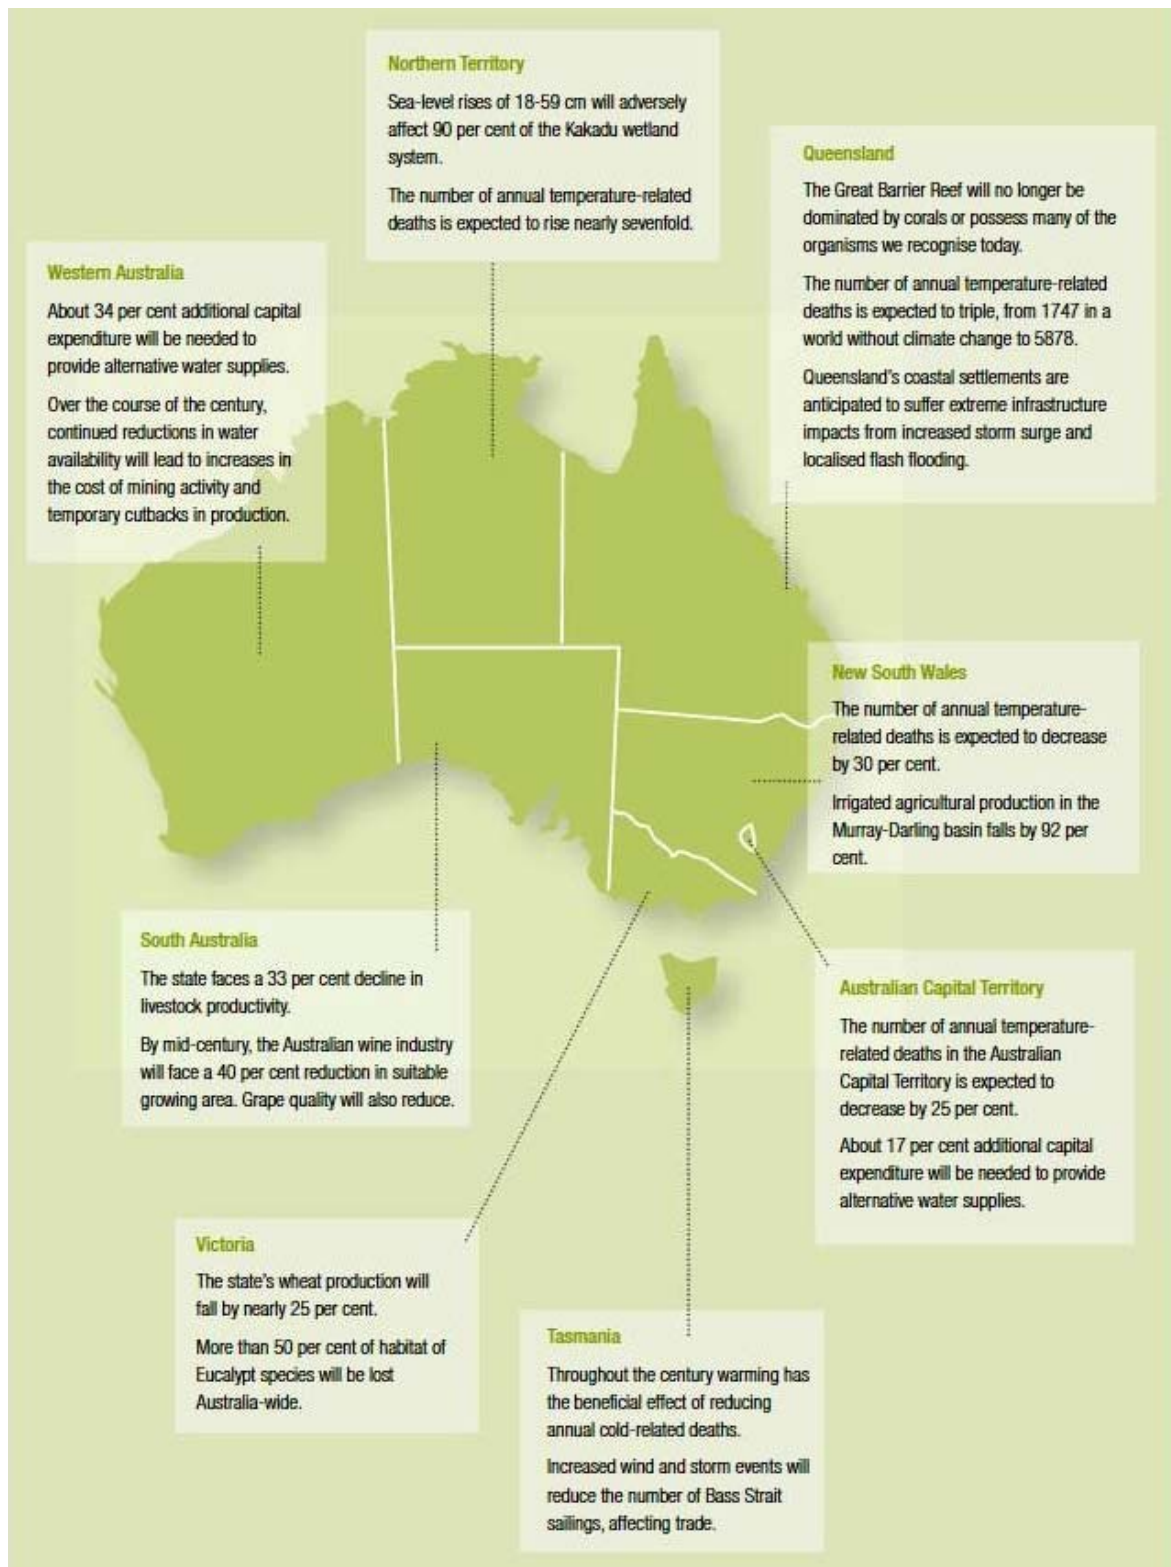 Northern Territory
Sea-level rises of 18-59 cm will adversely
affect 90 per cent of the Kakadu wetland
system.
The number of annual temperature-related
deaths is expected to rise nearly sevenfold.
Queensland
The Great Barrier Reef will no longer be
dominated by corals or possess many of the
organisms we recognise today.
The number of annual temperature-related
deaths is expected to triple, from 1747 in a
world without climate change to 5878.
Queensland's coastal settlements are
anticipated to suffer extreme infrastructure
impacts from increased storm surge and
localised flash flooding.
Western Australia
About 34 per cent additional capital
expenditure will be needed to
provide alternative water supplies.
Over the course of the century,
continued reductions in water
availability will lead to increases in
the cost of mining activity and
temporary cutbacks in production.
New South Wales
The number of annual temperature-
related deaths is expected to decrease
by 30 per cent.
Irrigated agricultural production in the
Murray-Darling basin falls by 92 per
cent.
South Australia
The state faces a 33 per cent decline in
livestock productivity.
By mid-century, the Australian wine industry
will face a 40 per cent reduction in suitable
growing area. Grape quality will also reduce.
Australian Capital Territory
The number of annual temperature-
related deaths in the Australian
Capital Territory is expected to
decrease by 25 per cent.
About 17 per cent additional capital
expenditure will be needed to provide
alternative water supplies.
Victoria
The state's wheat production will
fall by nearly 25 per cent.
More than 50 per cent of habitat of
Eucalypt species will be lost
Australia-wide.
Tasmania
Throughout the century warming has
the beneficial effect of reducing
annual cold-related deaths.
Increased wind and storm events will
reduce the number of Bass Strait
sailings, affecting trade.